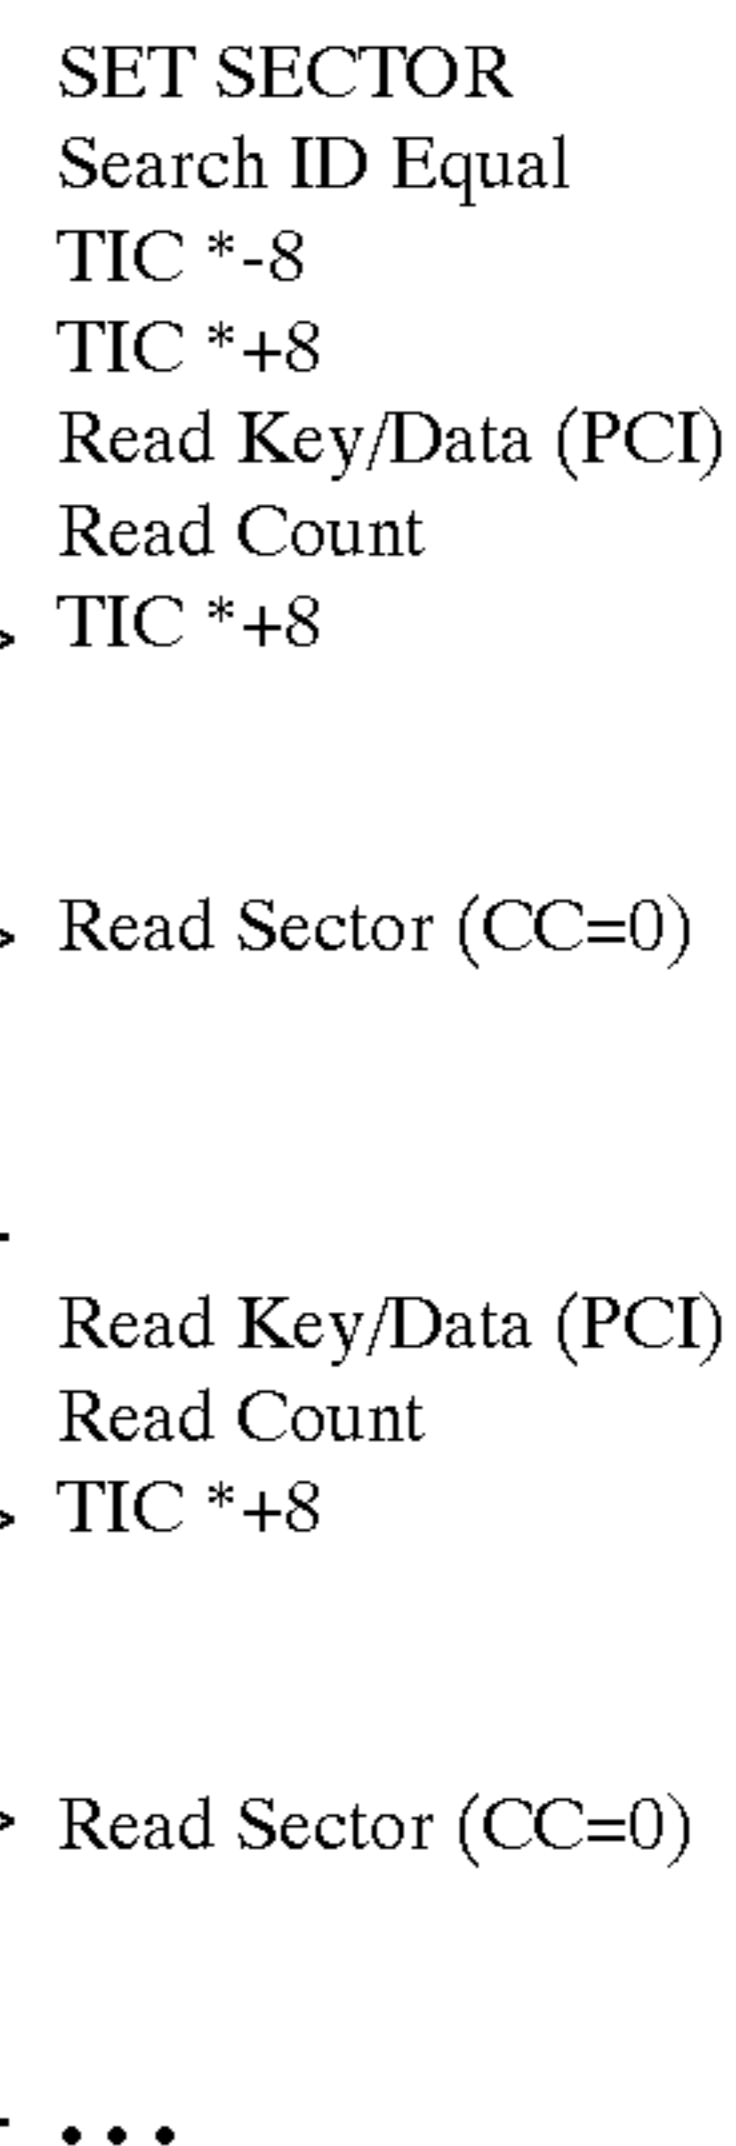 SET SECTOR
Search ID Equal
TIC *-8
TIC *+8
Read Key/Data (PCI)
Read Count
> TIC *+8
> Read Sector (CC=0)
-
Read Key/Data (PCI)
Read Count
> TIC *+8
> Read Sector (CC=0)
- ...